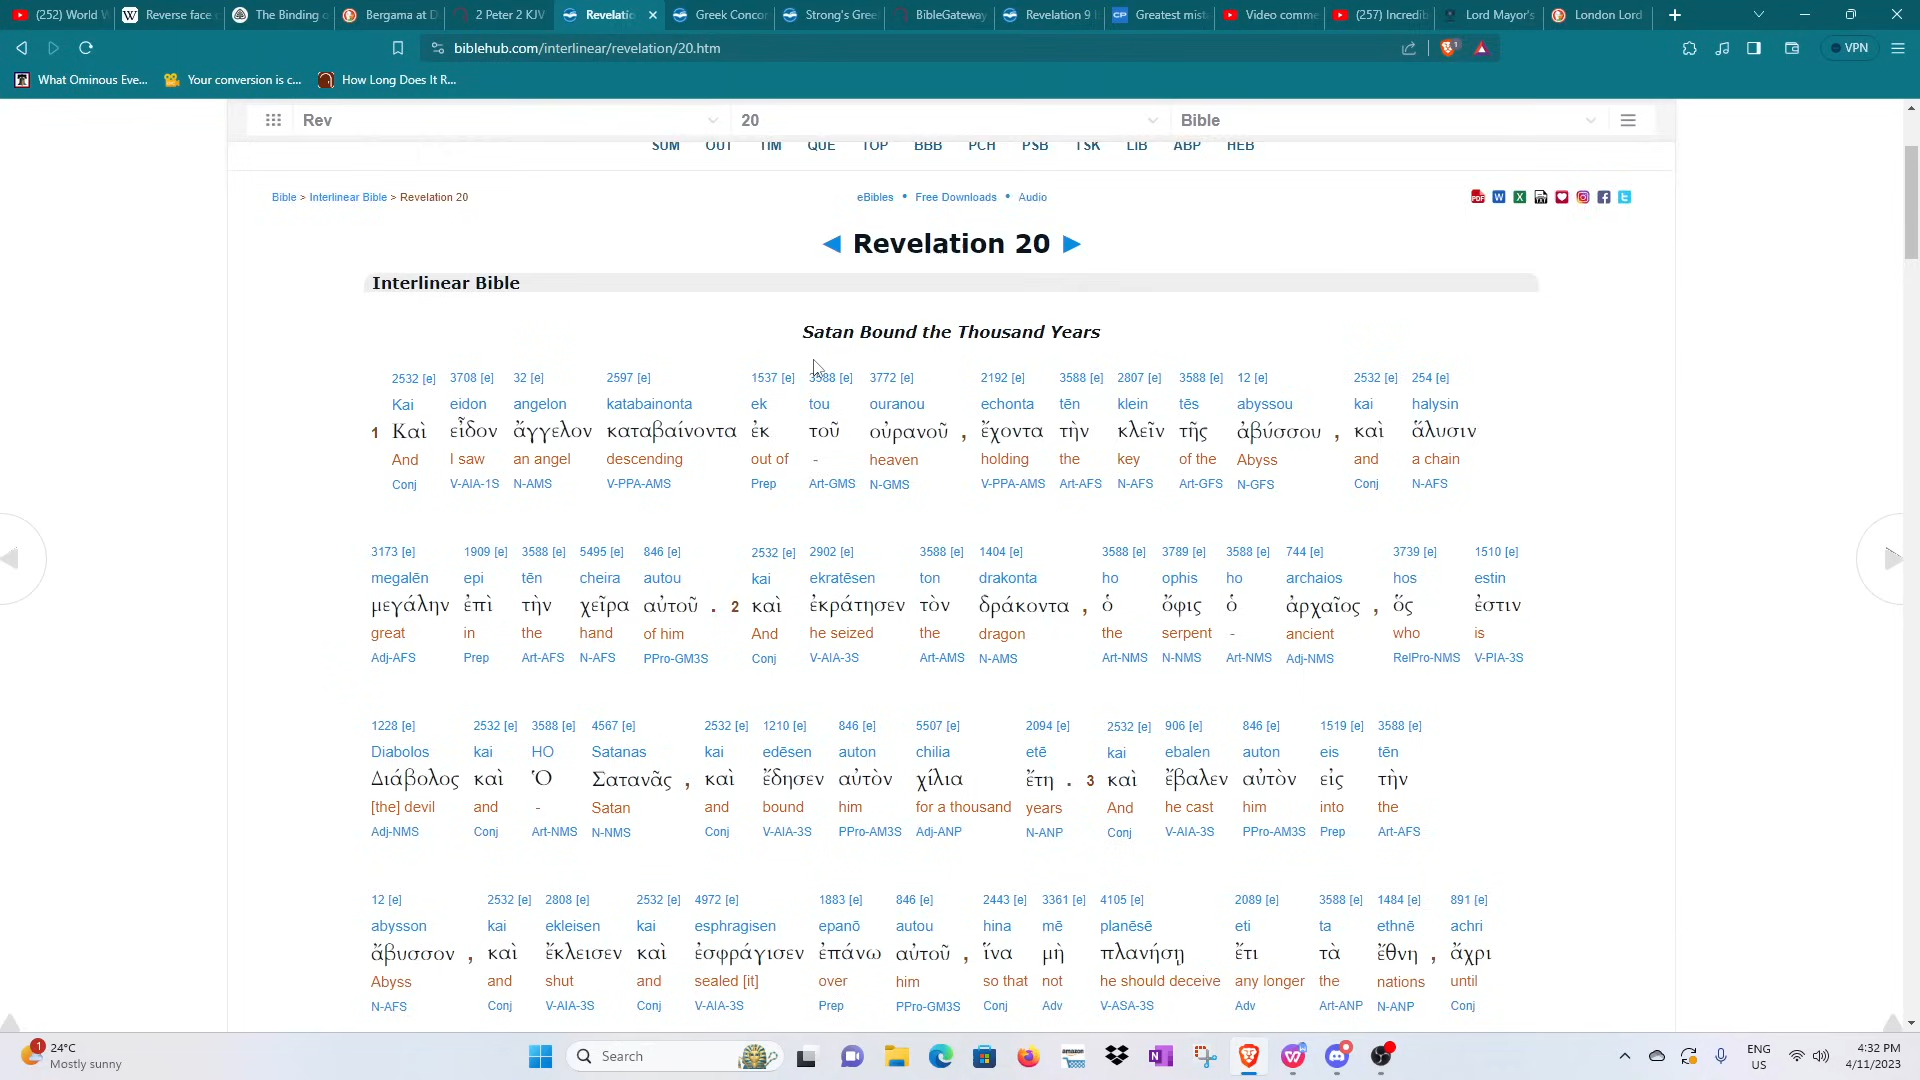 (252) World W
Reverse face
The Binding o
Bergama at D
2 Peter 2 KJV
Revelatio
Greek Concor
Strong's Gree
BibleGateway
Revelation 9 I
Greatest mist
Video comme
(257) Incredib
Lord Mayor's
London Lord
biblehub.com/interlinear/revelation/20.htm
VPN
What Ominous Eve...
Your conversion is c...
How Long Does It R...
Rev 20 Bible
SUM OUT TIM QUE TOP BBB PCH PSB TSK LIB ABP HEB
Bible > Interlinear Bible > Revelation 20
eBibles • Free Downloads • Audio
◄ Revelation 20 ►
Interlinear Bible
Satan Bound the Thousand Years
2532 [e] 3708 [e] 32 [e] 2597 [e] 1537 [e] 3588 [e] 3772 [e] 2192 [e] 3588 [e] 2807 [e] 3588 [e] 12 [e] 2532 [e] 254 [e]
Kai eidon angelon katabainonta ek tou ouranou echonta tēn klein tēs abyssou kai halysin
1 Καὶ εἶδον ἄγγελον καταβαίνοντα ἐκ τοῦ οὐρανοῦ , ἔχοντα τὴν κλεῖν τῆς ἀβύσσου , καὶ ἅλυσιν
And I saw an angel descending out of - heaven holding the key of the Abyss and a chain
Conj V-AIA-1S N-AMS V-PPA-AMS Prep Art-GMS N-GMS V-PPA-AMS Art-AFS N-AFS Art-GFS N-GFS Conj N-AFS
3173 [e] 1909 [e] 3588 [e] 5495 [e] 846 [e] 2532 [e] 2902 [e] 3588 [e] 1404 [e] 3588 [e] 3789 [e] 3588 [e] 744 [e] 3739 [e] 1510 [e]
megalēn epi tēn cheira autou kai ekratēsen ton drakonta ho ophis ho archaios hos estin
μεγάλην ἐπὶ τὴν χεῖρα αὐτοῦ . 2 καὶ ἐκράτησεν τὸν δράκοντα , ὁ ὄφις ὁ ἀρχαῖος , ὅς ἐστιν
great in the hand of him And he seized the dragon the serpent - ancient who is
Adj-AFS Prep Art-AFS N-AFS PPro-GM3S Conj V-AIA-3S Art-AMS N-AMS Art-NMS N-NMS Art-NMS Adj-NMS RelPro-NMS V-PIA-3S
1228 [e] 2532 [e] 3588 [e] 4567 [e] 2532 [e] 1210 [e] 846 [e] 5507 [e] 2094 [e] 2532 [e] 906 [e] 846 [e] 1519 [e] 3588 [e]
Diabolos kai HO Satanas kai edēsen auton chilia etē kai ebalen auton eis tēn
Διάβολος καὶ Ὁ Σατανᾶς , καὶ ἔδησεν αὐτὸν χίλια ἔτη . 3 καὶ ἔβαλεν αὐτὸν εἰς τὴν
[the] devil and - Satan and bound him for a thousand years And he cast him into the
Adj-NMS Conj Art-NMS N-NMS Conj V-AIA-3S PPro-AM3S Adj-ANP N-ANP Conj V-AIA-3S PPro-AM3S Prep Art-AFS
12 [e] 2532 [e] 2808 [e] 2532 [e] 4972 [e] 1883 [e] 846 [e] 2443 [e] 3361 [e] 4105 [e] 2089 [e] 3588 [e] 1484 [e] 891 [e]
abysson kai ekleisen kai esphragisen epanō autou hina mē planēsē eti ta ethnē achri
ἄβυσσον , καὶ ἔκλεισεν καὶ ἐσφράγισεν ἐπάνω αὐτοῦ , ἵνα μὴ πλανήσῃ ἔτι τὰ ἔθνη , ἄχρι
Abyss and shut and sealed [it] over him so that not he should deceive any longer the nations until
N-AFS Conj V-AIA-3S Conj V-AIA-3S Prep PPro-GM3S Conj Adv V-ASA-3S Adv Art-ANP N-ANP Conj
24°C
Mostly sunny
Search
ENG
US
4:32 PM
4/11/2023